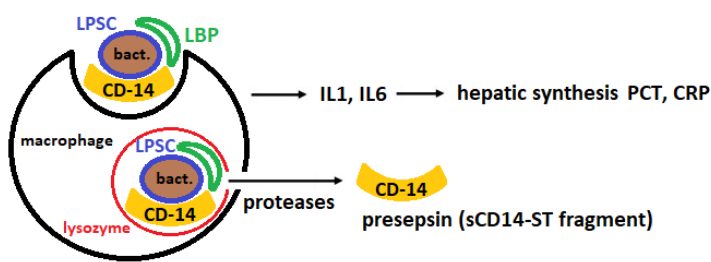 LPSC
LBP
bact.
CD-14
IL1, IL6
hepatic synthesis PCT, CRP
macrophage
LPSC
bact.
CD-14
CD-14
lysozyme
proteases
presepsin (sCD14-ST fragment)